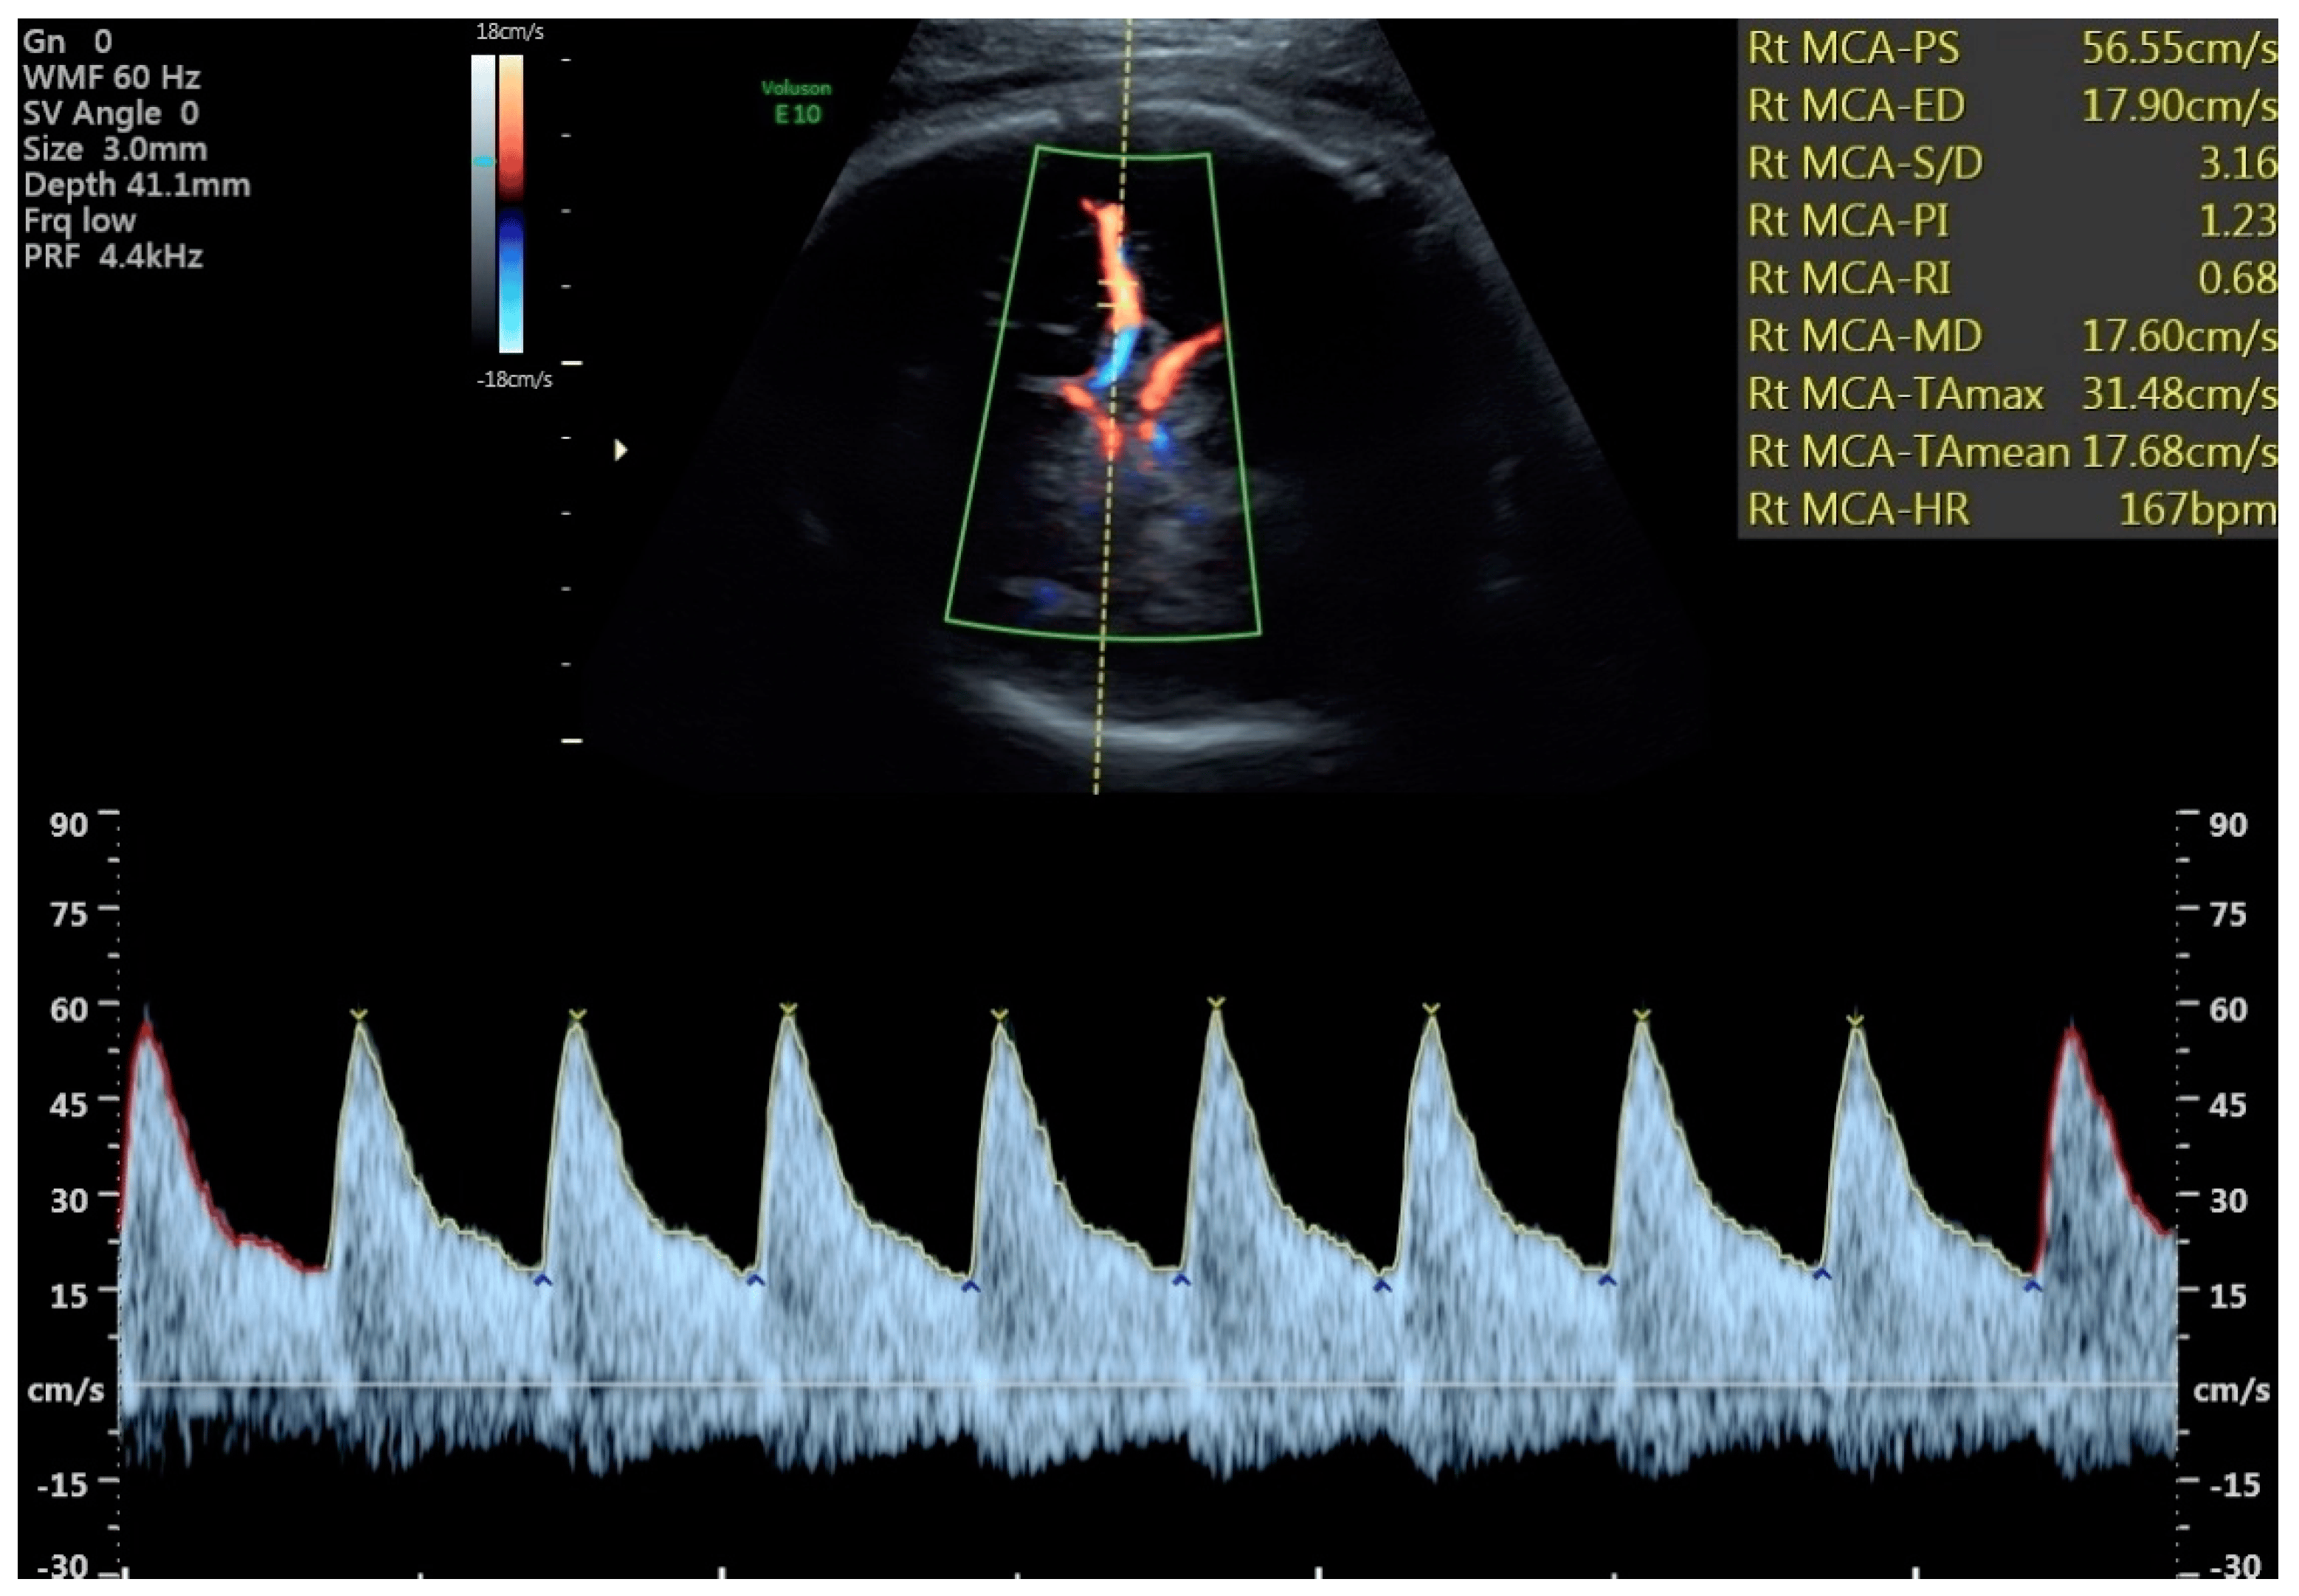 Gn 0
WMF 60 Hz
SV Angle 0
Size 3.0mm
Depth 41.1mm
Frq low
PRF 4.4kHz
18cm/s
-18cm/s
Voluson
E10
Rt MCA-PS 56.55cm/s
Rt MCA-ED 17.90cm/s
Rt MCA-S/D 3.16
Rt MCA-PI 1.23
Rt MCA-RI 0.68
Rt MCA-MD 17.60cm/s
Rt MCA-TAmax 31.48cm/s
Rt MCA-TAmean 17.68cm/s
Rt MCA-HR 167bpm
90 90
75 75
60 60
45 45
30 30
15 15
cm/s cm/s
-15 -15
-30 -30